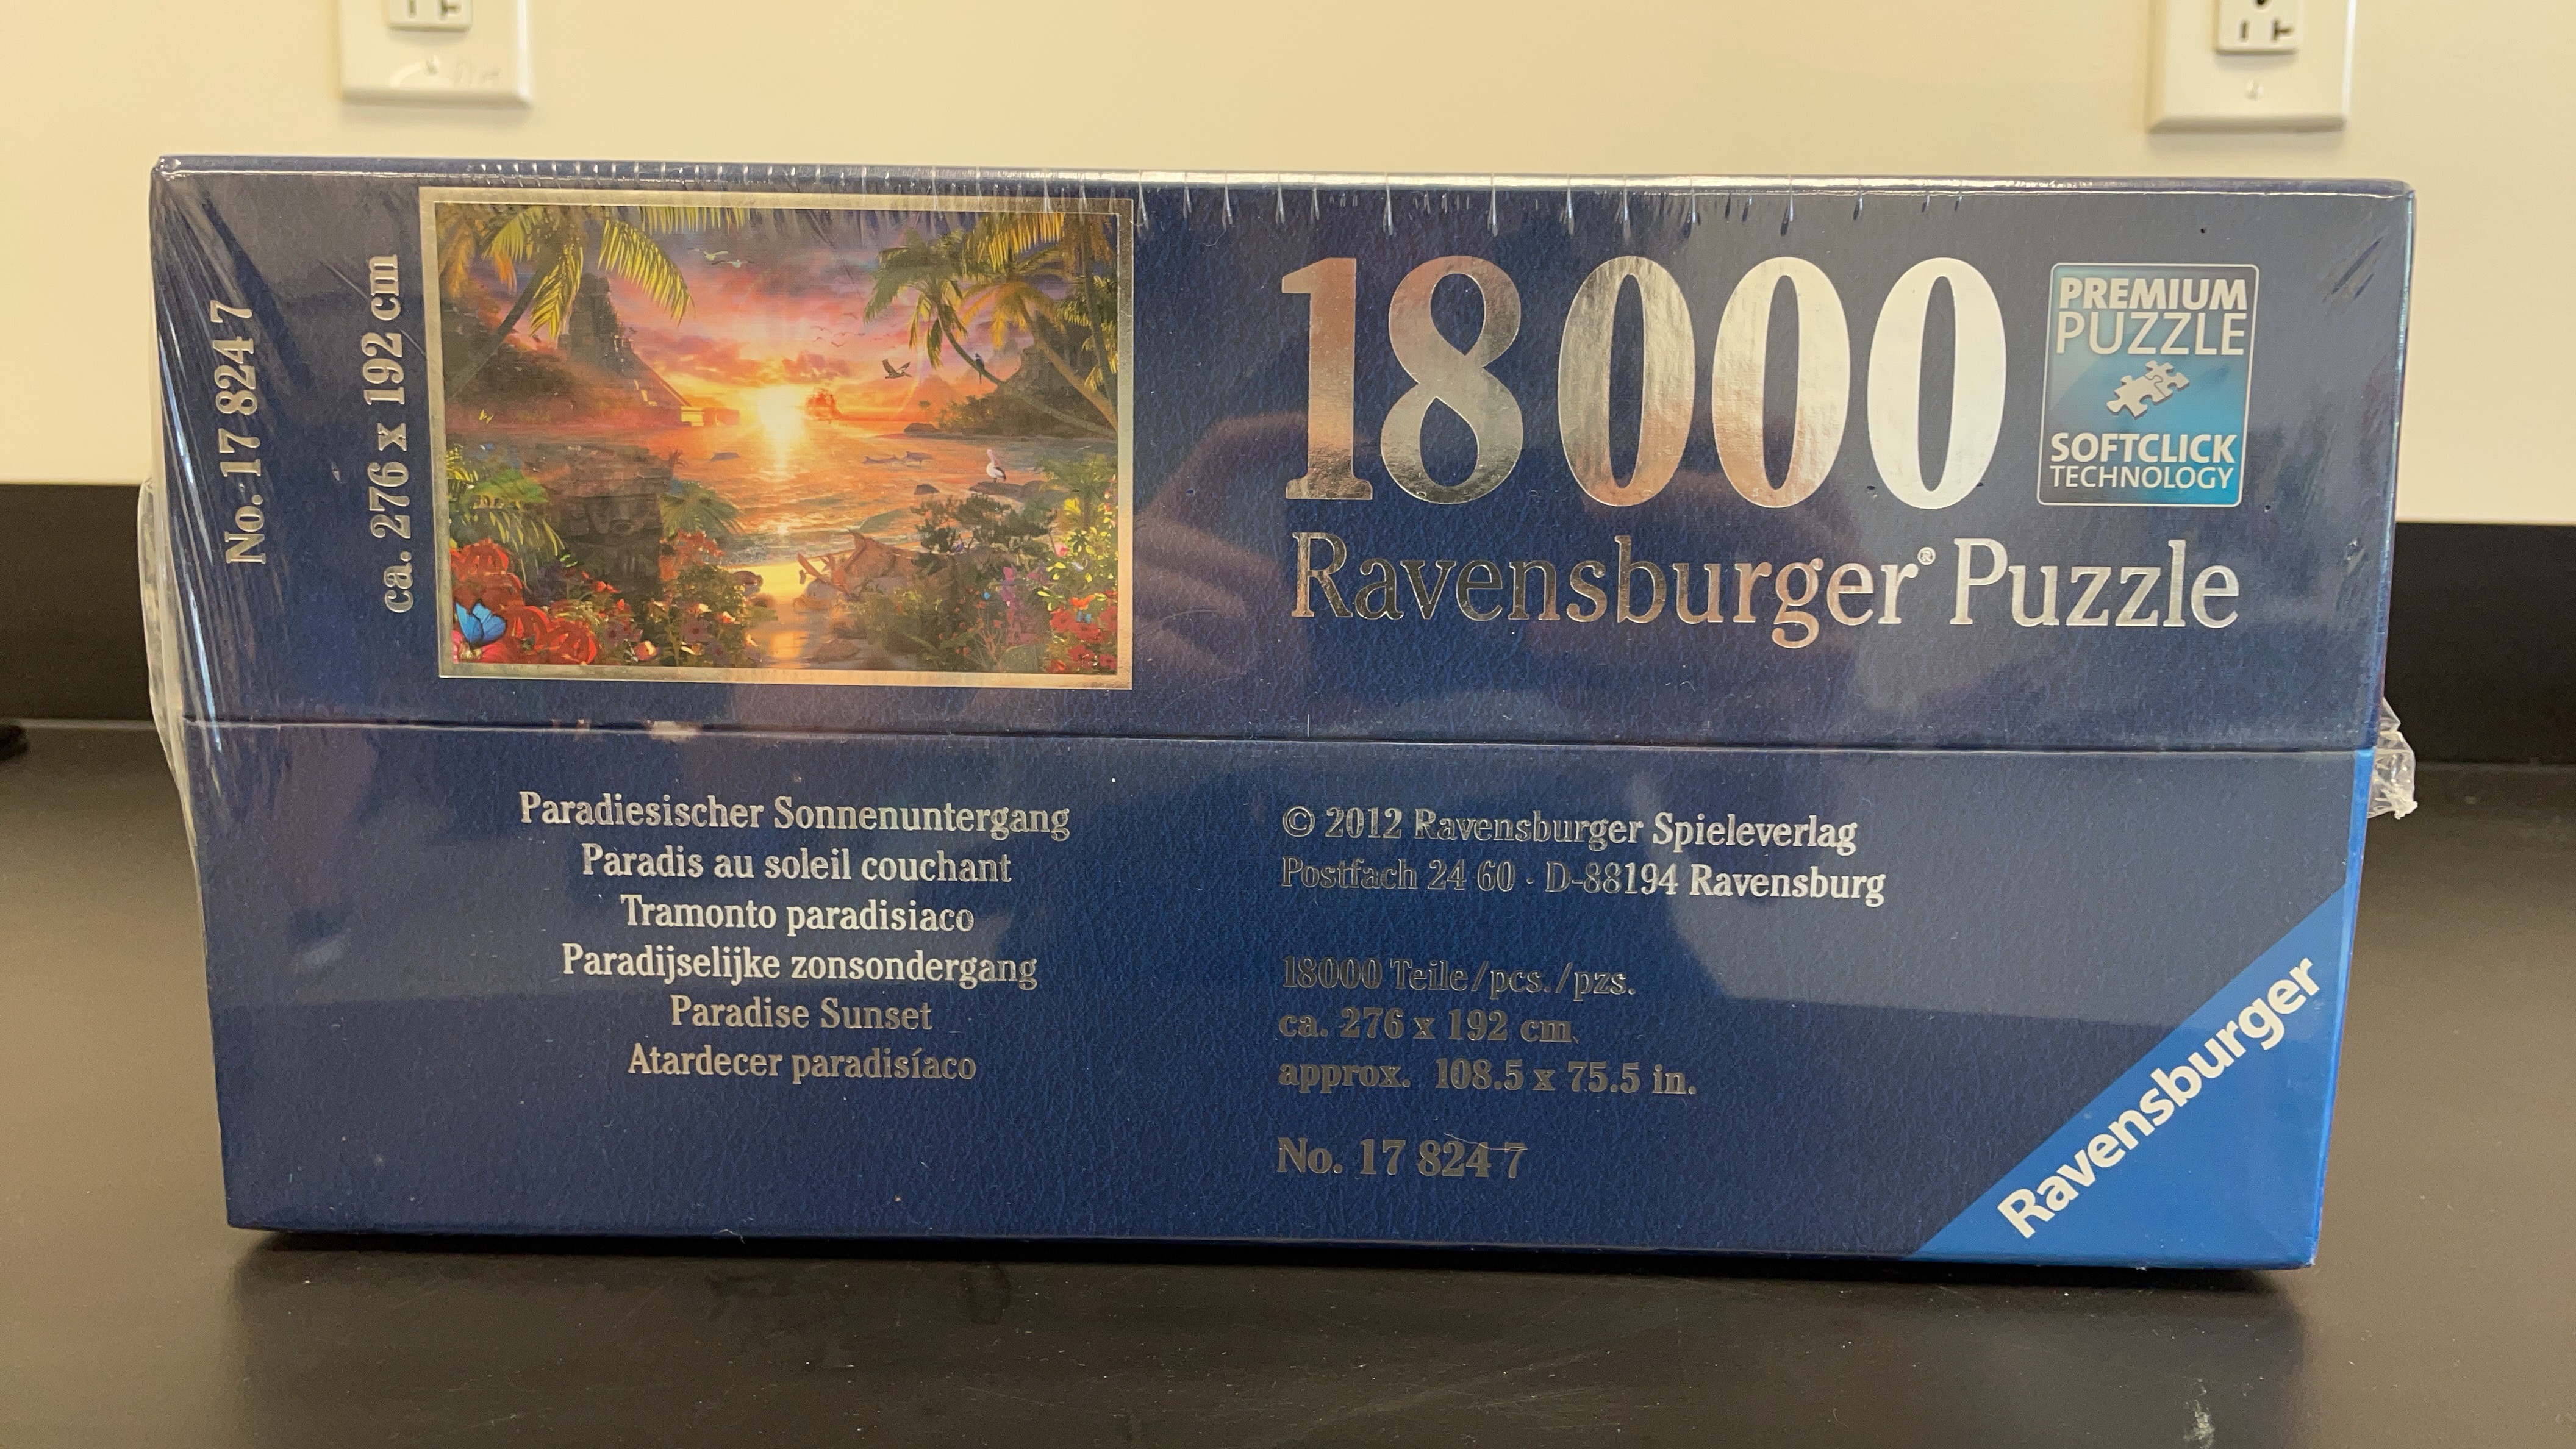 No. 17 824 7
ca. 276 x 192 cm
18000
Ravensburger® Puzzle
PREMIUM
PUZZLE
SOFTCLICK
TECHNOLOGY
Paradiesischer Sonnenuntergang
Paradis au soleil couchant
Tramonto paradisiaco
Paradijselijke zonsondergang
Paradise Sunset
Atardecer paradisíaco
© 2012 Ravensburger Spieleverlag
Postfach 24 60 · D-88194 Ravensburg
18000 Teile/pcs./pzs.
ca. 276 x 192 cm
approx. 108.5 x 75.5 in.
No. 17 824 7
Ravensburger